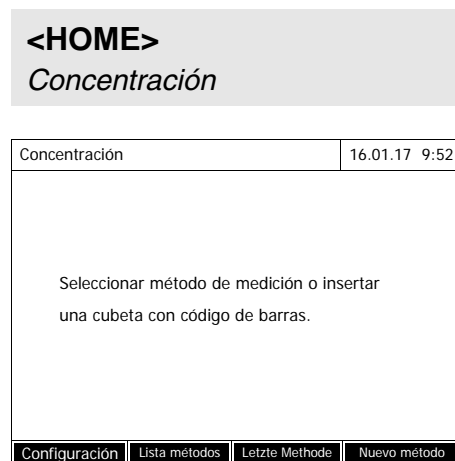 <HOME>
Concentración
Concentración 16.01.17 9:52
Seleccionar método de medición o insertar
una cubeta con código de barras.
Configuración Lista métodos Letzte Methode Nuevo método